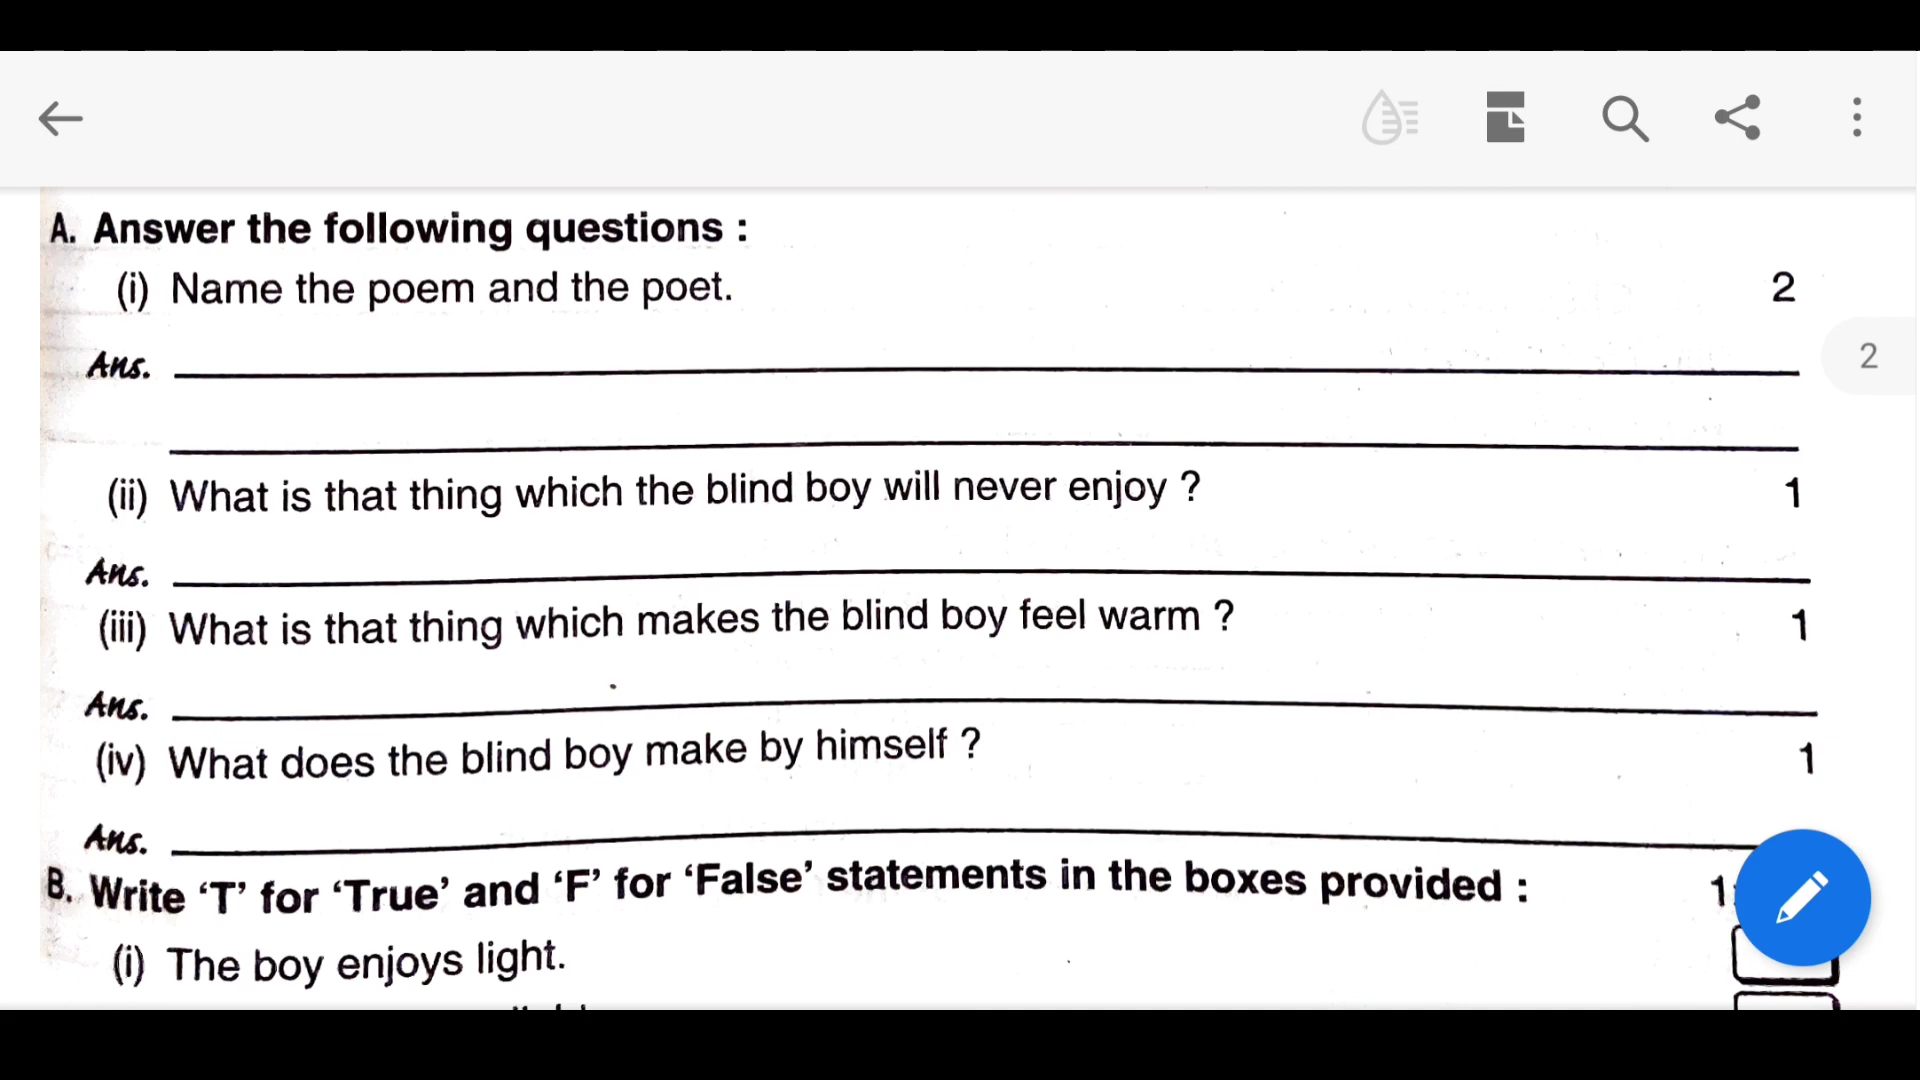 A. Answer the following questions :
(i) Name the poem and the poet. 2
2
Ans.
(ii) What is that thing which the blind boy will never enjoy ? 1
Ans.
(iii) What is that thing which makes the blind boy feel warm ? 1
Ans.
(iv) What does the blind boy make by himself ? 1
Ans.
B. Write ‘T’ for ‘True’ and ‘F’ for ‘False’ statements in the boxes provided : 1
(i) The boy enjoys light.